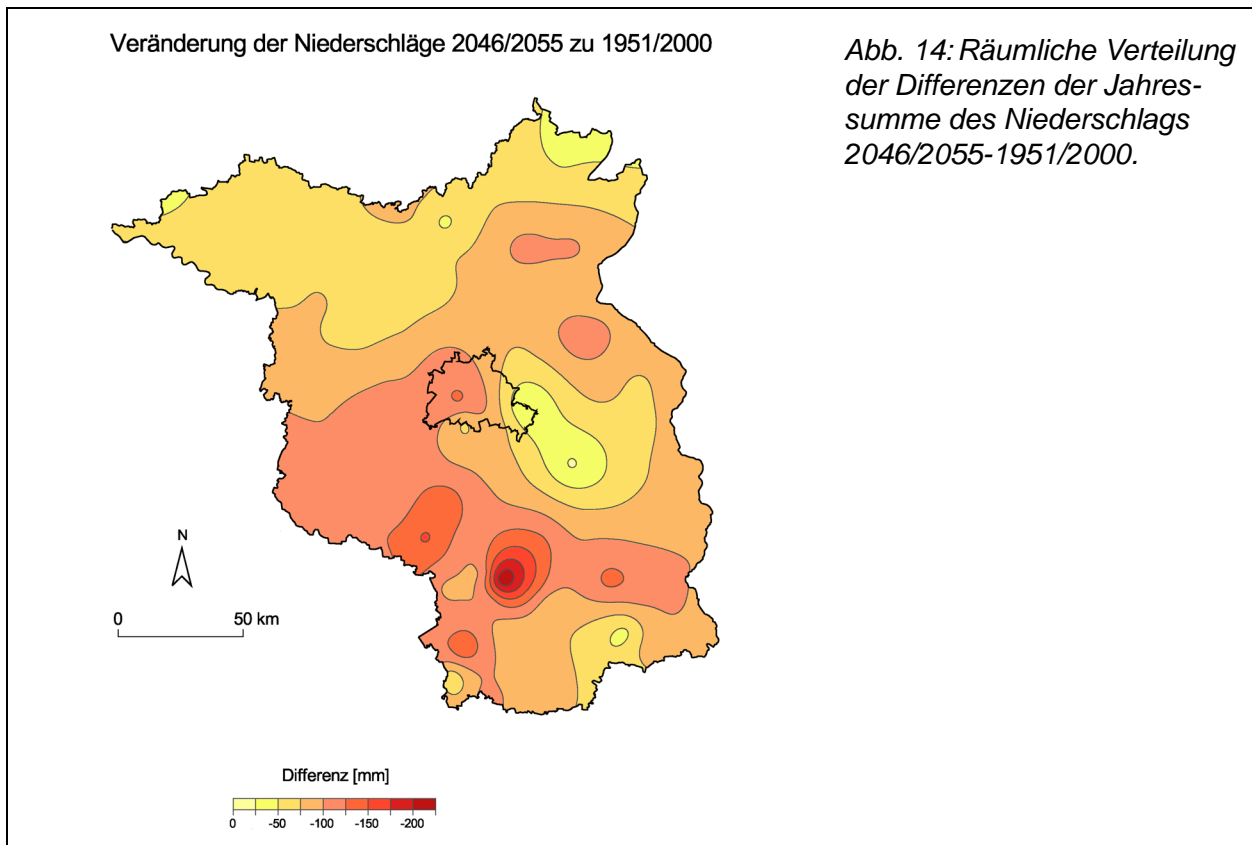 Veränderung der Niederschläge 2046/2055 zu 1951/2000
Abb. 14: Räumliche Verteilung
der Differenzen der Jahres-
summe des Niederschlags
2046/2055-1951/2000.
N
0 50 km
Differenz [mm]
0 -50 -100 -150 -200